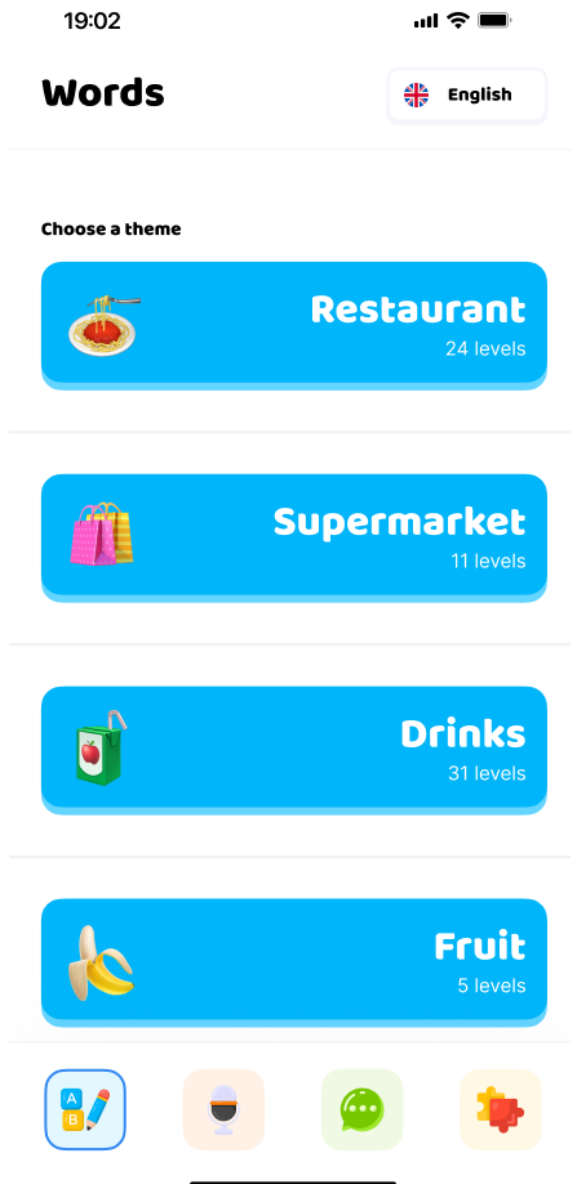 19:02
Words
English
Choose a theme
Restaurant
24 levels
Supermarket
11 levels
Drinks
31 levels
Fruit
5 levels
A
B